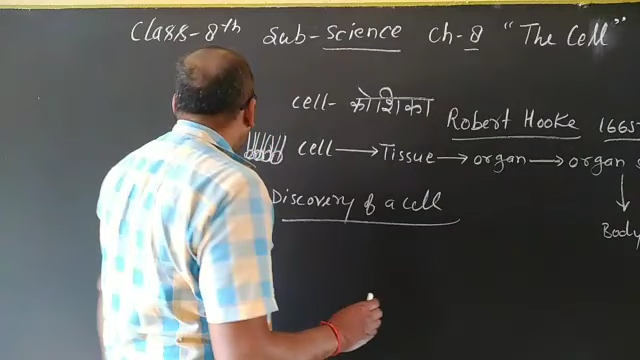 Class-8th Sub-Science Ch-8 "The Cell"
cell- कोशिका
Robert Hooke 1665
cell → Tissue → organ → organ s
Discovery of a cell
Body